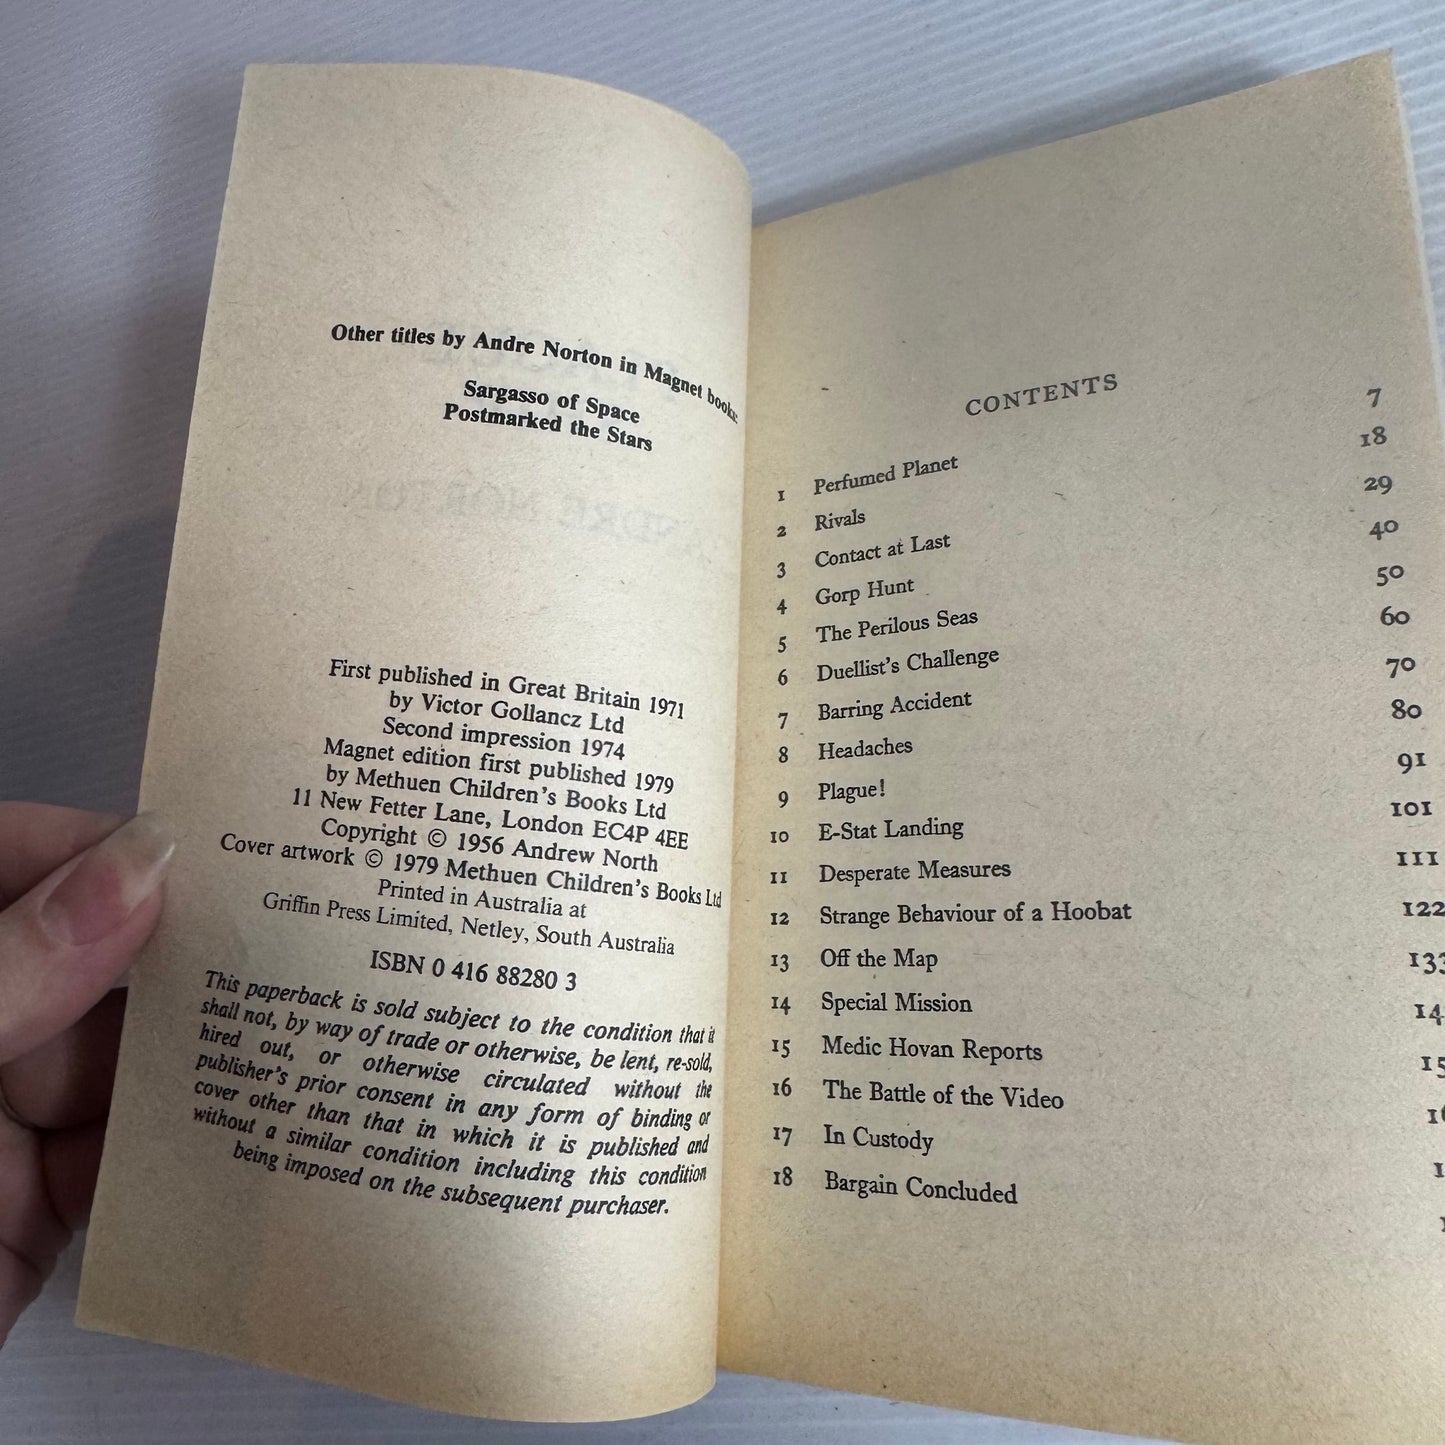 Other titles by Andre Norton in Magnet books:
Sargasso of Space
Postmarked the Stars
First published in Great Britain 1971
by Victor Gollancz Ltd
Second impression 1974
Magnet edition first published 1979
by Methuen Children's Books Ltd
11 New Fetter Lane, London EC4P 4EE
Copyright © 1956 Andrew North
Cover artwork © 1979 Methuen Children's Books Ltd
Printed in Australia at
Griffin Press Limited, Netley, South Australia
ISBN 0 416 88280 3
This paperback is sold subject to the condition that it
shall not, by way of trade or otherwise, be lent, re-sold,
hired out, or otherwise circulated without the
publisher's prior consent in any form of binding or
cover other than that in which it is published and
without a similar condition including this condition
being imposed on the subsequent purchaser.
CONTENTS
1 Perfumed Planet 7
2 Rivals 18
3 Contact at Last 29
4 Gorp Hunt 40
5 The Perilous Seas 50
6 Duellist's Challenge 60
7 Barring Accident 70
8 Headaches 80
9 Plague! 91
10 E-Stat Landing 101
11 Desperate Measures 111
12 Strange Behaviour of a Hoobat 122
13 Off the Map 133
14 Special Mission
15 Medic Hovan Reports
16 The Battle of the Video
17 In Custody
18 Bargain Concluded